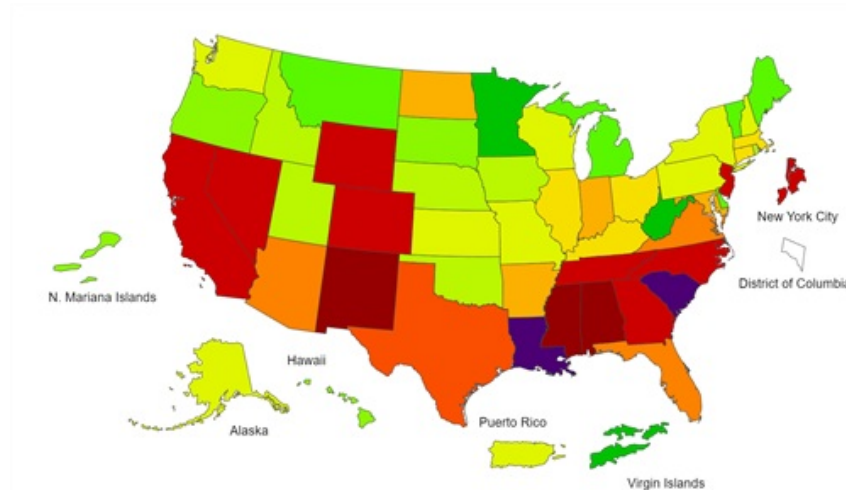 New York City
District of Columbia
N. Mariana Islands
Hawaii
Alaska
Puerto Rico
Virgin Islands